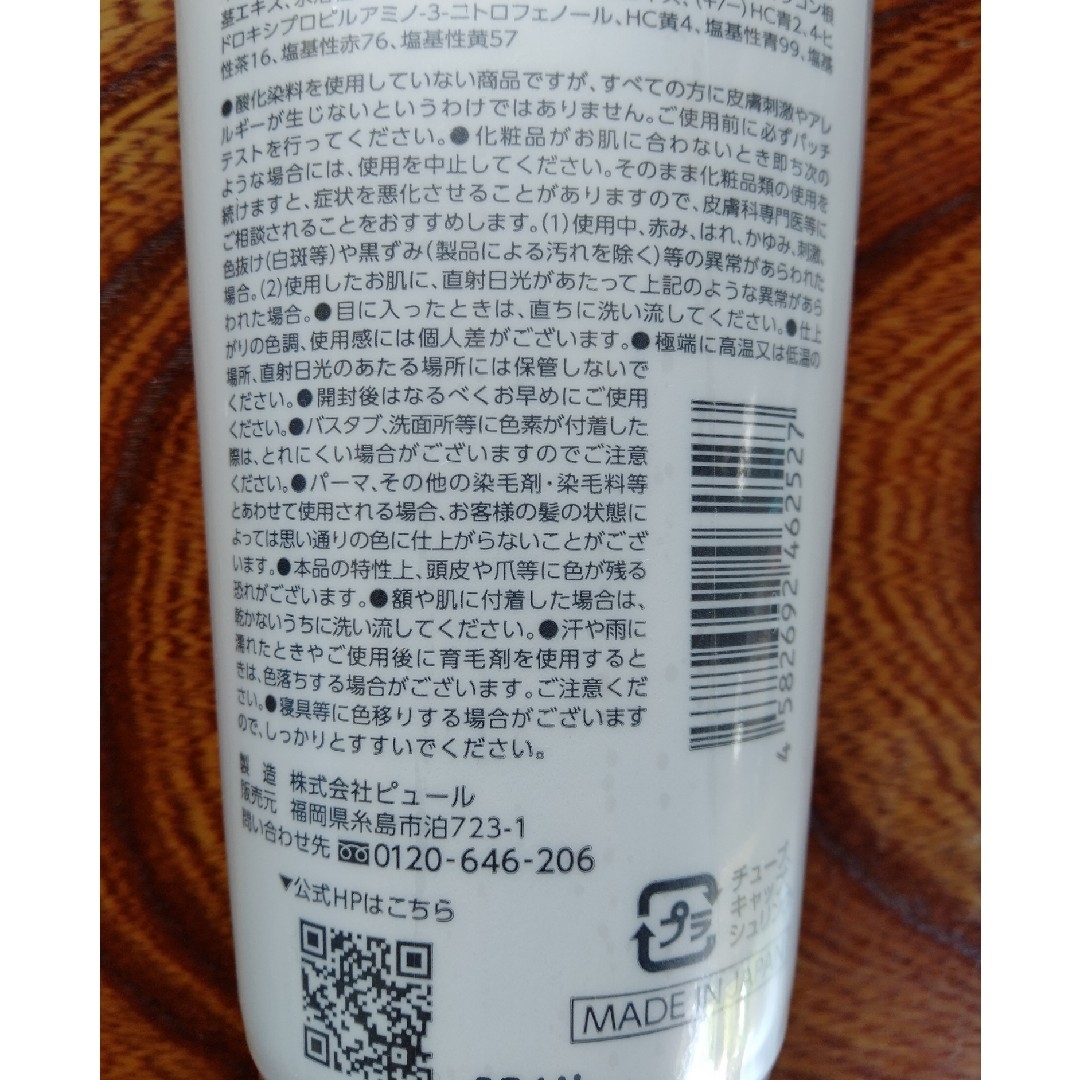 基エキス、
(+/−)HC青2、4-ヒ
ドロキシプロピルアミノ-3-ニトロフェノール、HC黄4、塩基性青99、塩基
性茶16、塩基性赤76、塩基性黄57
●酸化染料を使用していない商品ですが、すべての方に皮膚刺激やアレ
ルギーが生じないというわけではありません。ご使用前に必ずパッチ
テストを行ってください。●化粧品がお肌に合わないとき即ち次の
ような場合には、使用を中止してください。そのまま化粧品類の使用を
続けますと、症状を悪化させることがありますので、皮膚科専門医等に
ご相談されることをおすすめします。(1)使用中、赤み、はれ、かゆみ、刺激、
色抜け(白斑等)や黒ずみ(製品による汚れを除く)等の異常があらわれた
場合。(2)使用したお肌に、直射日光があたって上記のような異常があら
われた場合。●目に入ったときは、直ちに洗い流してください。●仕上
がりの色調、使用感には個人差がございます。●極端に高温又は低温の
場所、直射日光のあたる場所には保管しないで
ください。●開封後はなるべくお早めにご使用
ください。●バスタブ、洗面所等に色素が付着した
際は、とれにくい場合がございますのでご注意
ください。●パーマ、その他の染毛剤・染毛料等
とあわせて使用される場合、お客様の髪の状態に
よっては思い通りの色に仕上がらないことがござ
います。●本品の特性上、頭皮や爪等に色が残る
恐れがございます。●額や肌に付着した場合は、
乾かないうちに洗い流してください。●汗や雨に
濡れたときやご使用後に育毛剤を使用すると
きは、色落ちする場合がございます。ご注意くだ
さい。●寝具等に色移りする場合がございます
ので、しっかりとすすいでください。
4 582692 462527
製造 株式会社ピュール
販売元 福岡県糸島市泊723-1
問い合わせ先 0120-646-206
▼公式HPはこちら
プラ
チューブ
キャッ
シュリン
MADE IN JAPAN